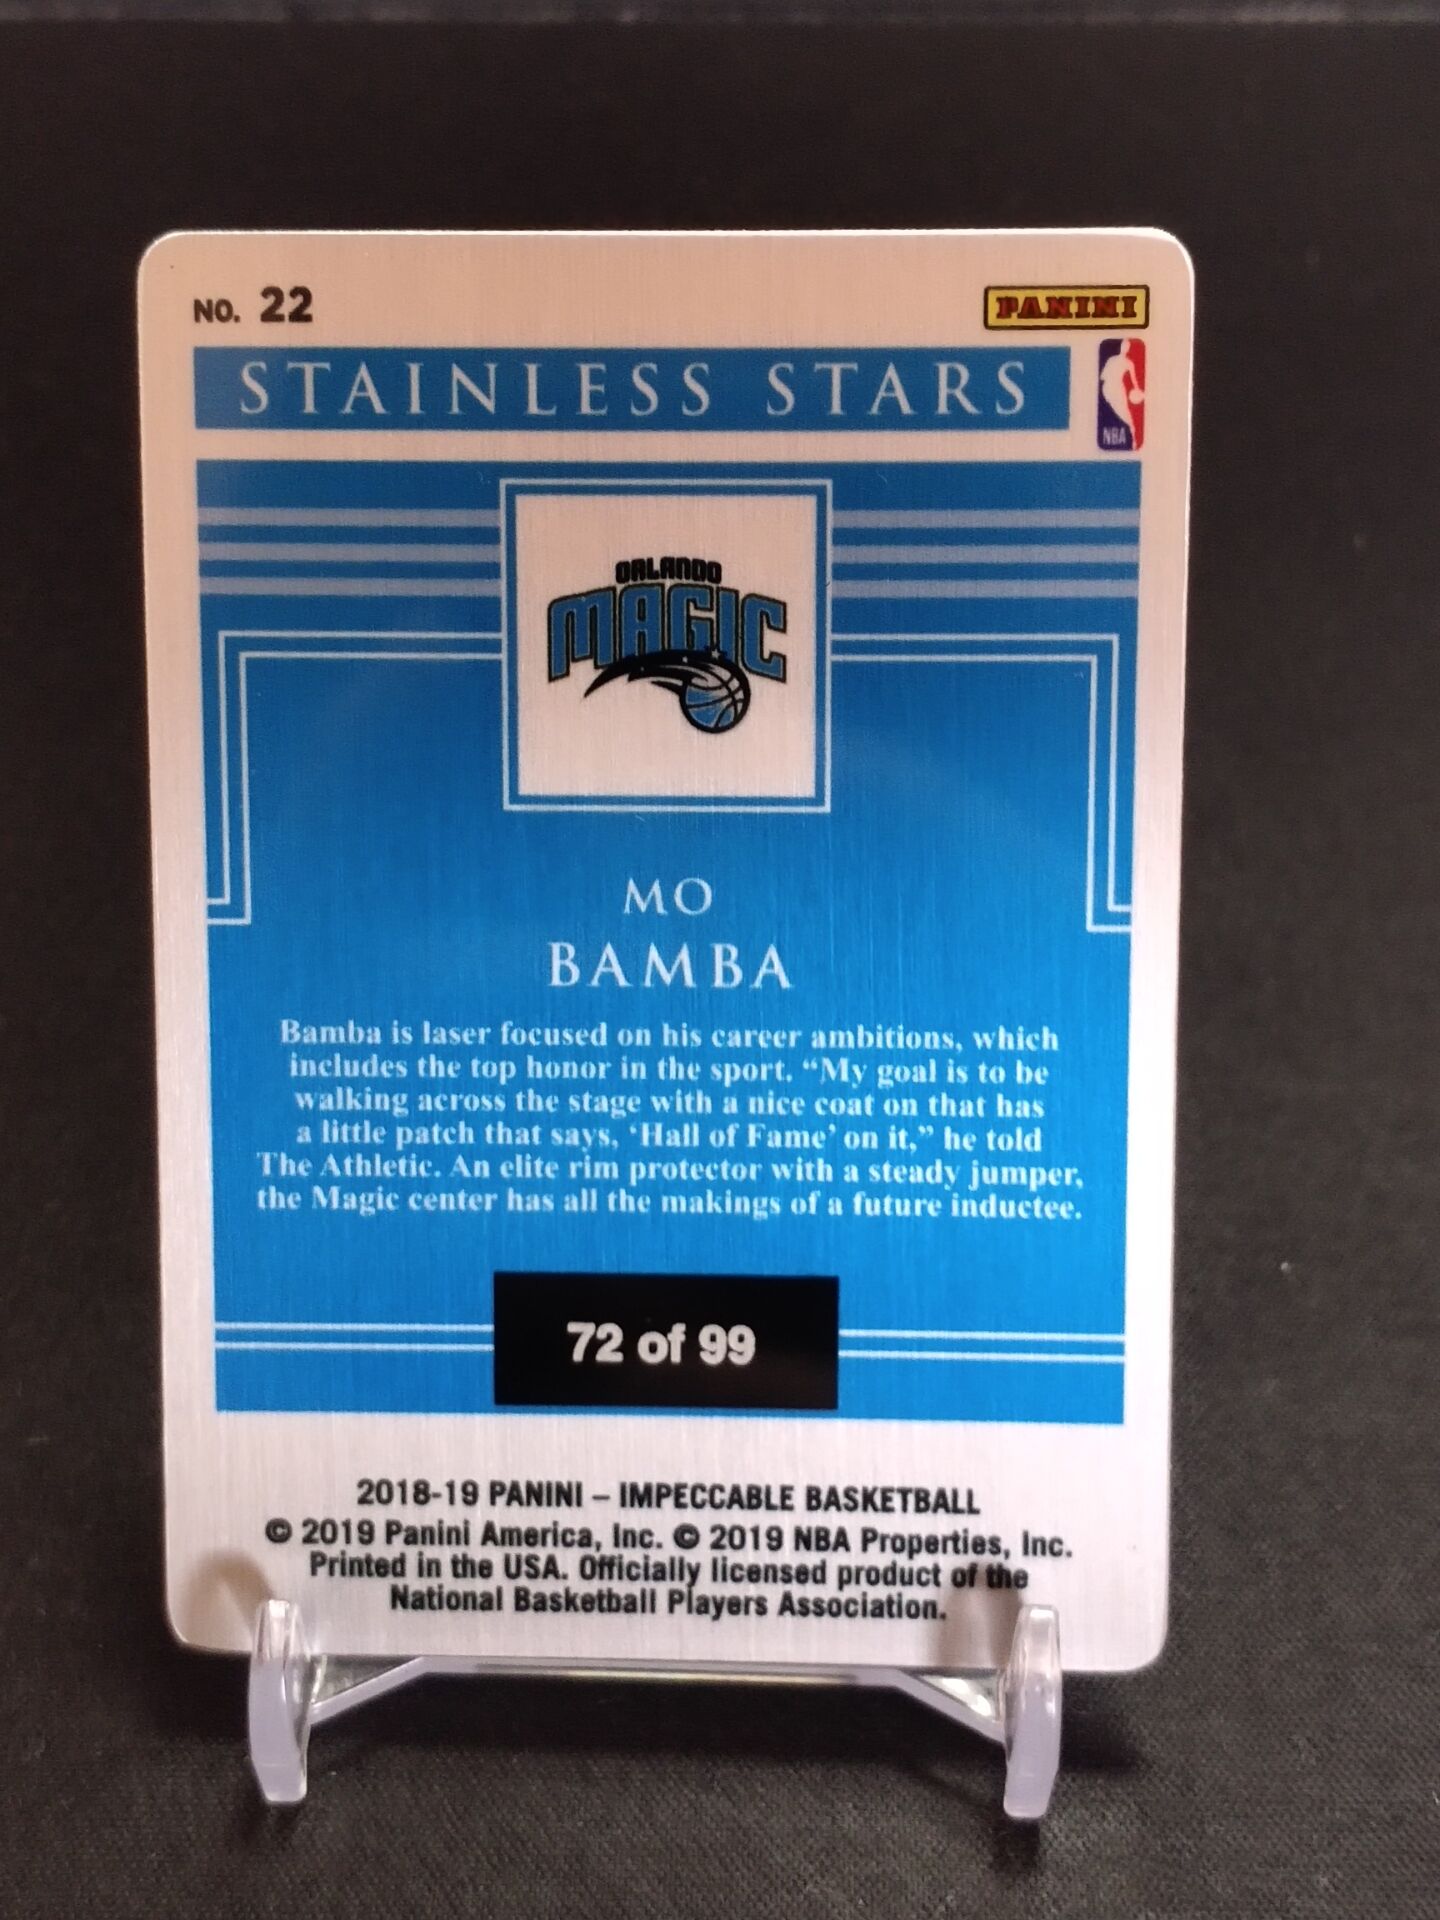 NO. 22
PANINI
STAINLESS STARS
NBA
ORLANDO
MAGIC
MO
BAMBA
Bamba is laser focused on his career ambitions, which
includes the top honor in the sport. “My goal is to be
walking across the stage with a nice coat on that has
a little patch that says, ‘Hall of Fame’ on it,” he told
The Athletic. An elite rim protector with a steady jumper,
the Magic center has all the makings of a future inductee.
72 of 99
2018-19 PANINI – IMPECCABLE BASKETBALL
© 2019 Panini America, Inc. © 2019 NBA Properties, Inc.
Printed in the USA. Officially licensed product of the
National Basketball Players Association.